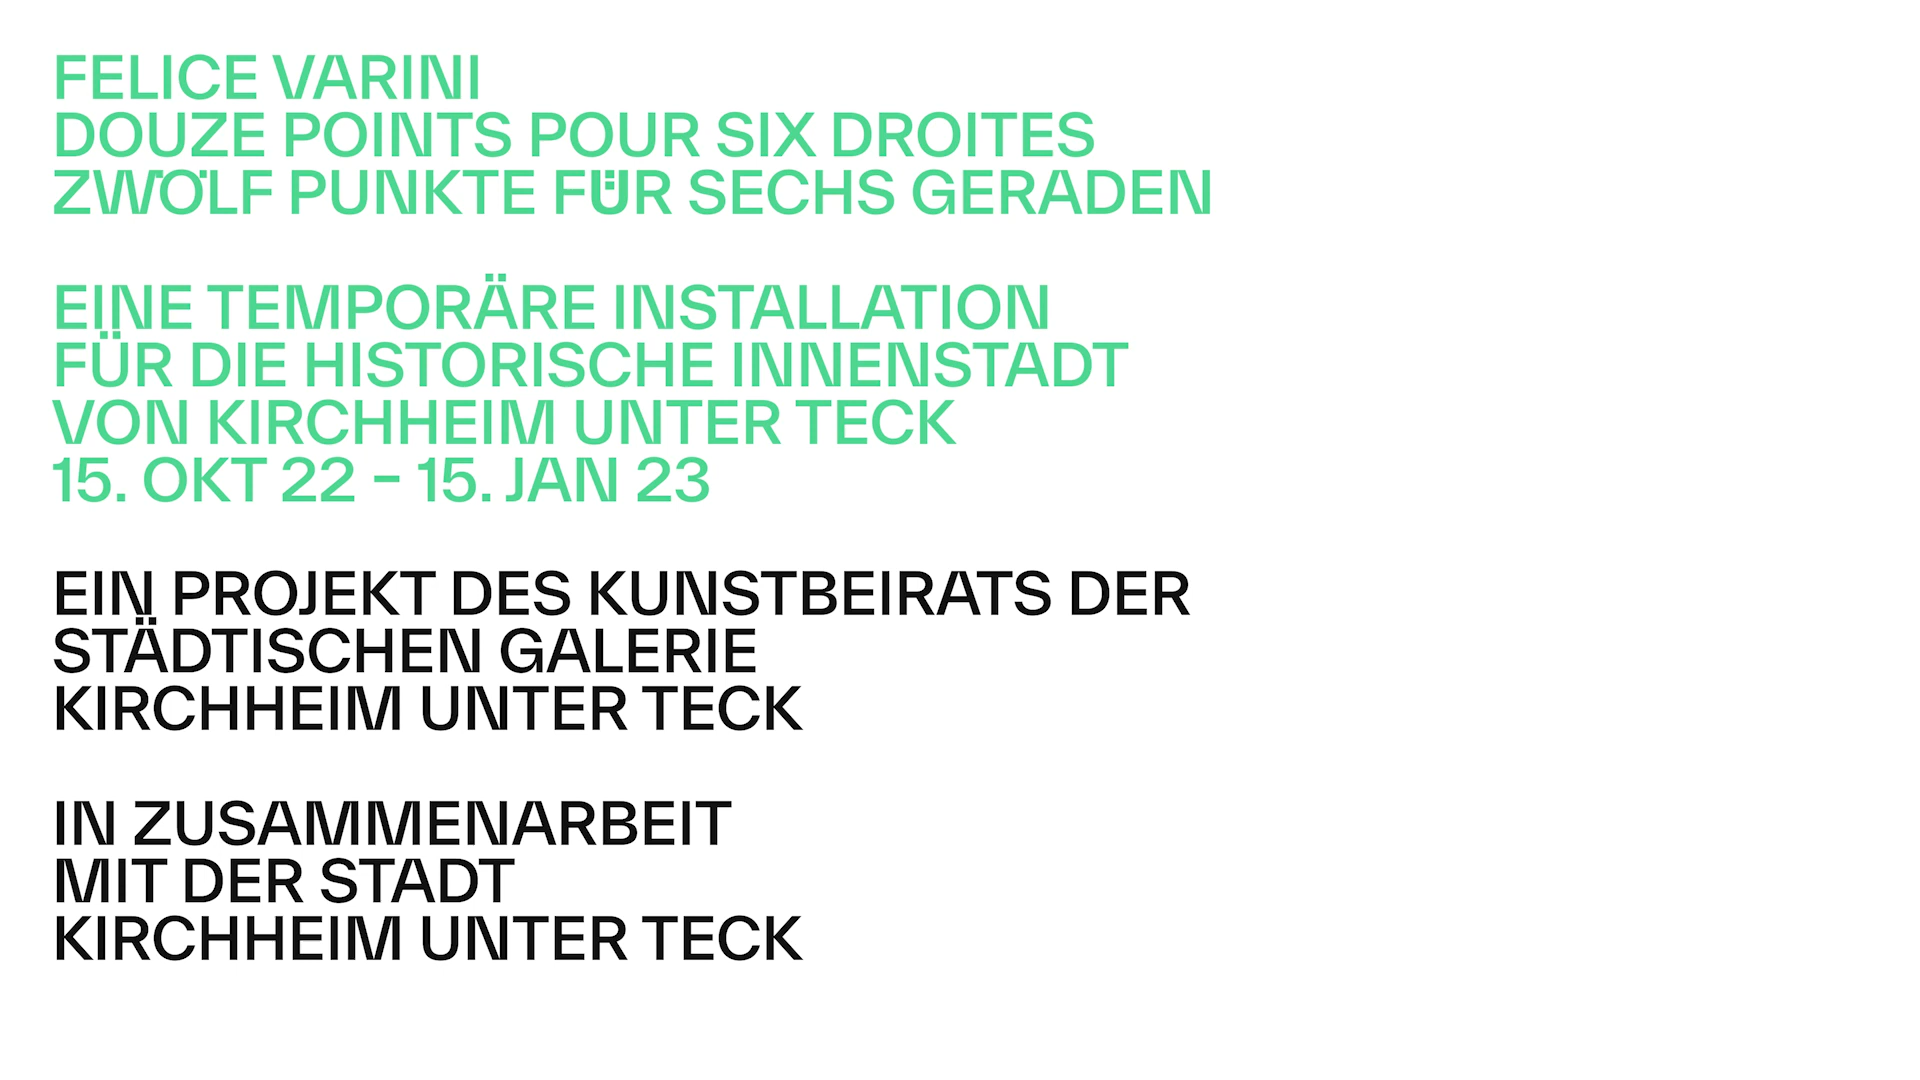 FELICE VARINI
DOUZE POINTS POUR SIX DROITES
ZWÖLF PUNKTE FÜR SECHS GERADEN
EINE TEMPORÄRE INSTALLATION
FÜR DIE HISTORISCHE INNENSTADT
VON KIRCHHEIM UNTER TECK
15. OKT 22 – 15. JAN 23
EIN PROJEKT DES KUNSTBEIRATS DER
STÄDTISCHEN GALERIE
KIRCHHEIM UNTER TECK
IN ZUSAMMENARBEIT
MIT DER STADT
KIRCHHEIM UNTER TECK